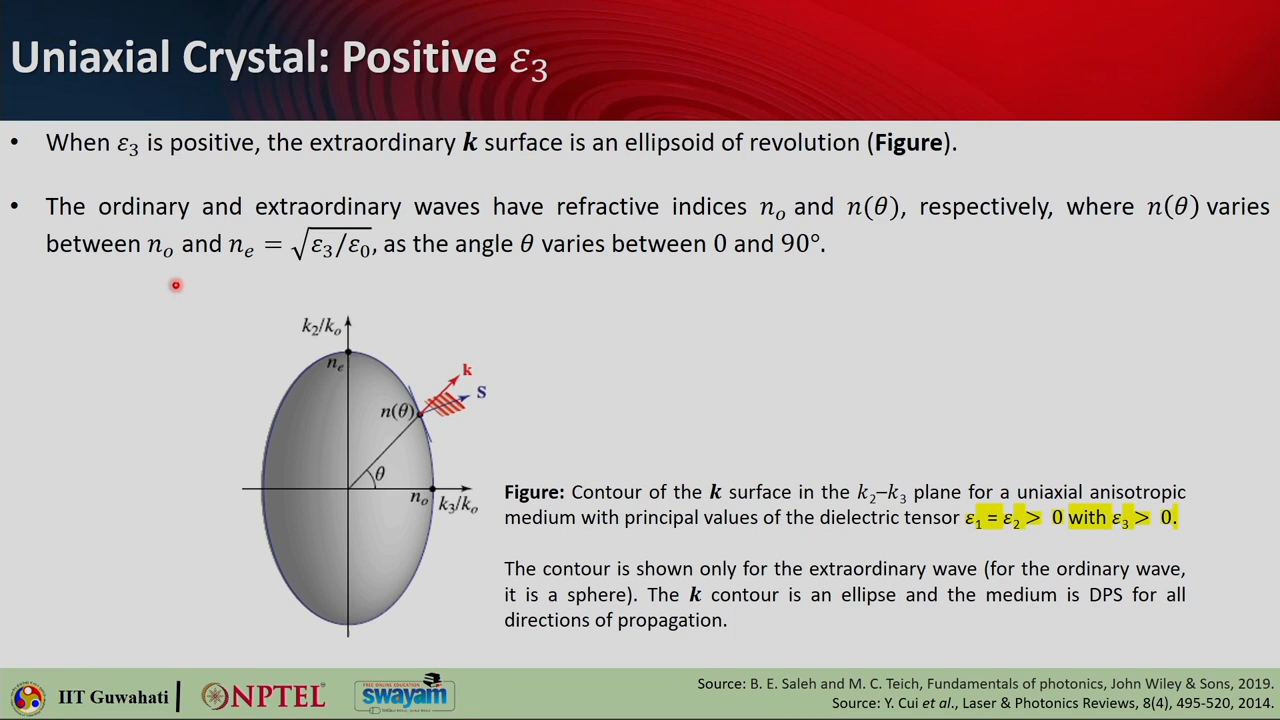 Uniaxial Crystal: Positive ε₃
• When ε₃ is positive, the extraordinary k surface is an ellipsoid of revolution (Figure).
• The ordinary and extraordinary waves have refractive indices nₒ and n(θ), respectively, where n(θ) varies
between nₒ and nₑ = √ε₃/ε₀, as the angle θ varies between 0 and 90°.
k₂/kₒ
nₑ
k
S
n(θ)
θ
nₒ
k₃/kₒ
Figure: Contour of the k surface in the k₂–k₃ plane for a uniaxial anisotropic
medium with principal values of the dielectric tensor ε₁ = ε₂ > 0 with ε₃ > 0.
The contour is shown only for the extraordinary wave (for the ordinary wave,
it is a sphere). The k contour is an ellipse and the medium is DPS for all
directions of propagation.
IIT Guwahati
NPTEL
FREE ONLINE EDUCATION
swayam
Source: B. E. Saleh and M. C. Teich, Fundamentals of photonics, John Wiley & Sons, 2019.
Source: Y. Cui et al., Laser & Photonics Reviews, 8(4), 495-520, 2014.